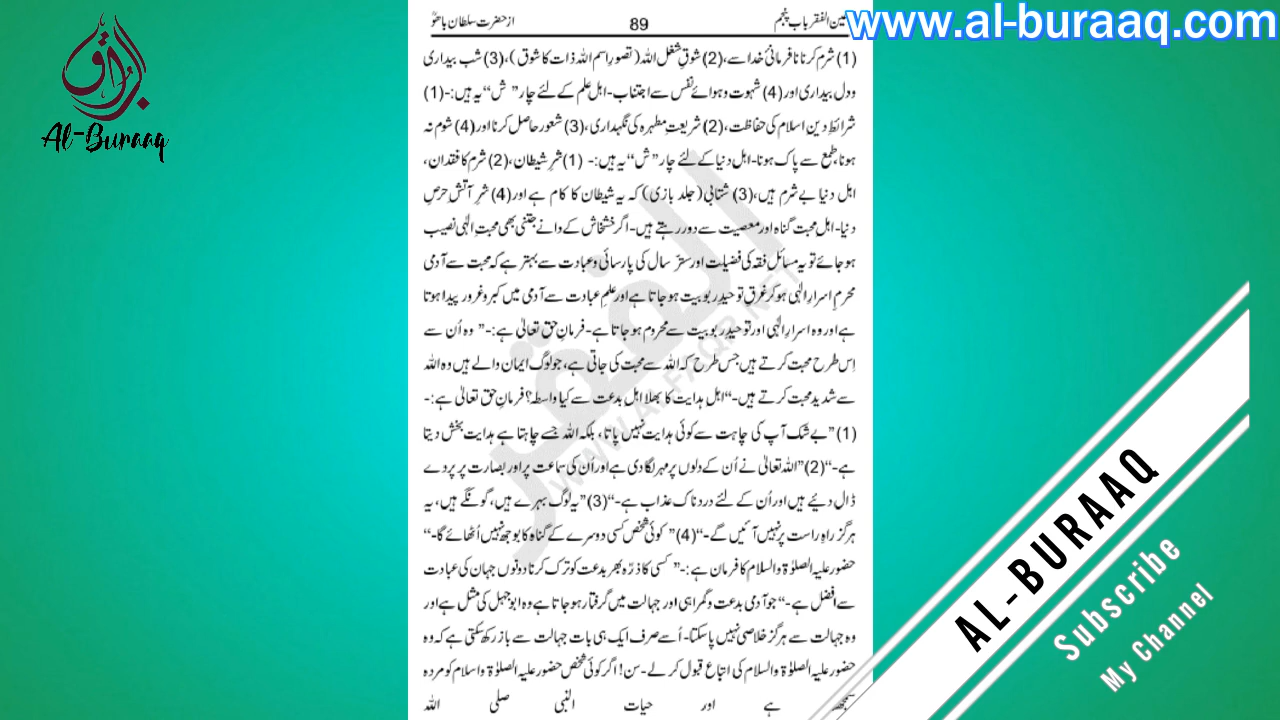 www.al-buraaq.com
Al-Buraaq
عین الفقر باب پنجم 89 از حضرت سلطان باھوؒ
(1) شرم کرنا نافرمانیٔ خدا سے، (2) شوقِ شغل اللہ (تصورِ اسم اللہ ذات کا شوق)، (3) شب بیداری
و دل بیداری اور (4) شہوت و ہوائے نفس سے اجتناب- اہل علم کے لئے چار ”ش“ یہ ہیں:- (1)
شرائطِ دین اسلام کی حفاظت، (2) شریعتِ مطہرہ کی نگہداری، (3) شعور حاصل کرنا اور (4) شوم نہ
ہونا، طمع سے پاک ہونا- اہل دنیا کے لئے چار ”ش“ یہ ہیں:- (1) شرِ شیطان، (2) شرم کا فقدان،
اہل دنیا بے شرم ہیں، (3) شتابی (جلد بازی) کہ یہ شیطان کا کام ہے اور (4) شرِ آتشِ حرصِ
دنیا- اہل محبت گناہ اور معصیت سے دور رہتے ہیں- اگر خشخاش کے دانے جتنی بھی محبتِ الٰہی نصیب
ہو جائے تو یہ مسائل فقہ کی فضیلت اور ستر سال کی پارسائی و عبادت سے بہتر ہے کہ محبت سے آدمی
محرمِ اسرارِ الٰہی ہو کر غرقِ توحیدِ ربوبیت ہو جاتا ہے اور علمِ عبادت سے آدمی میں کبر و غرور پیدا ہوتا
ہے اور وہ اسرارِ الٰہی اور توحیدِ ربوبیت سے محروم ہو جاتا ہے- فرمانِ حق تعالیٰ ہے:- ”وہ اُن سے
اِس طرح محبت کرتے ہیں جس طرح کہ اللہ سے محبت کی جاتی ہے، جو لوگ ایمان والے ہیں وہ اللہ
سے شدید محبت کرتے ہیں-“ اہل ہدایت کا بھلا اہل بدعت سے کیا واسطہ؟ فرمانِ حق تعالیٰ ہے:-
(1) ”بے شک آپ کی چاہت سے کوئی ہدایت نہیں پاتا، بلکہ اللہ جسے چاہتا ہے ہدایت بخش دیتا
ہے-“ (2) ”اللہ تعالیٰ نے اُن کے دلوں پر مہر لگا دی ہے اور اُن کی سماعت پر اور بصارت پر پردے
ڈال دئیے ہیں اور اُن کے لئے دردناک عذاب ہے-“ (3) ”یہ لوگ بہرے ہیں، گونگے ہیں، یہ
ہرگز راہِ راست پر نہیں آئیں گے-“ (4) ”کوئی شخص کسی دوسرے کے گناہ کا بوجھ نہیں اُٹھائے گا-“
حضور علیہ الصلوٰۃ والسلام کا فرمان ہے:- ”کسی کا ذرّہ بھر بدعت کو ترک کرنا دونوں جہان کی عبادت
سے افضل ہے-“ جو آدمی بدعت و گمراہی اور جہالت میں گرفتار ہو جاتا ہے وہ ابوجہل کی مثل ہے اور
وہ جہالت سے ہرگز خلاصی نہیں پا سکتا- اُسے صرف ایک ہی بات جہالت سے باز رکھ سکتی ہے کہ وہ
حضور علیہ الصلوٰۃ والسلام کی اتباع قبول کر لے- سن! اگر کوئی شخص حضور علیہ الصلوٰۃ والسلام کو مردہ
سمجھتا ہے اور حیات النبی صلی اللہ
الفقر
WWW.ALFAQR.NET
AL-BURAAQ
Subscribe
My Channel